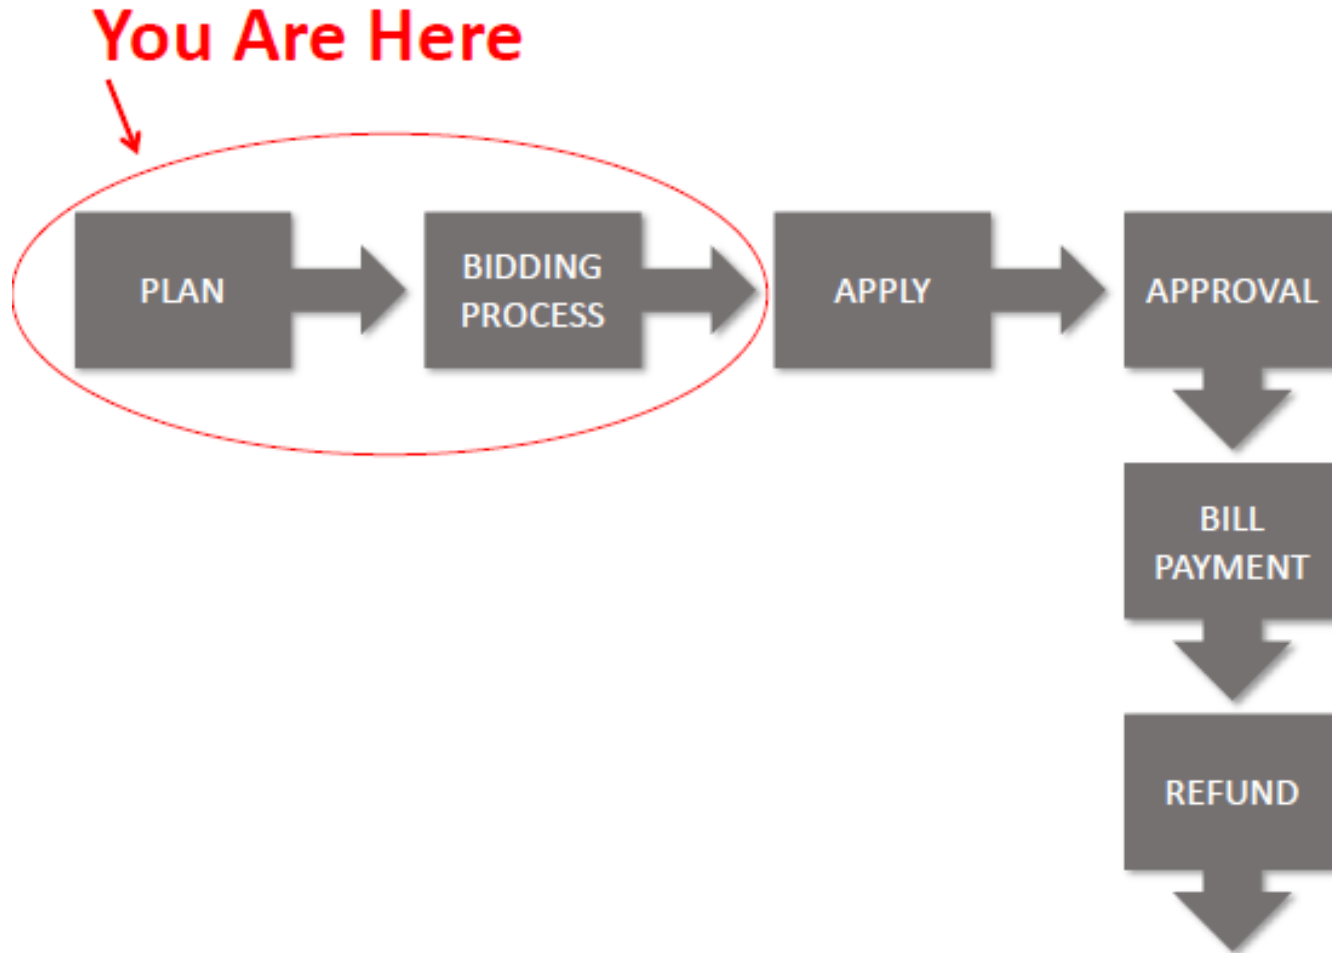 You Are Here
PLAN
BIDDING
PROCESS
APPLY
APPROVAL
BILL
PAYMENT
REFUND